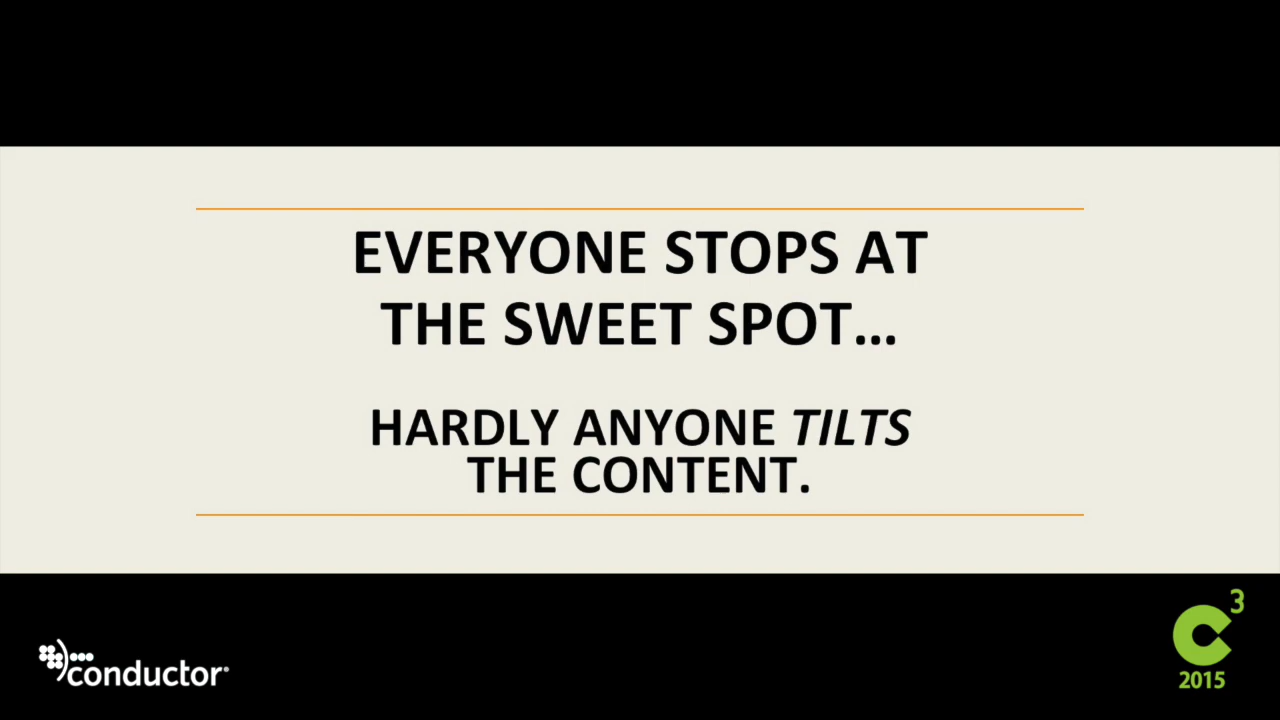 EVERYONE STOPS AT
THE SWEET SPOT…
HARDLY ANYONE TILTS
THE CONTENT.
conductor®
C3
2015